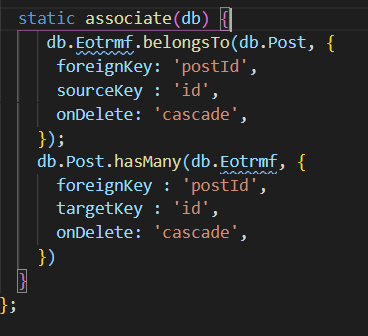 static associate(db) {
db.Eotrmf.belongsTo(db.Post, {
foreignKey: 'postId',
sourceKey : 'id',
onDelete: 'cascade',
});
db.Post.hasMany(db.Eotrmf, {
foreignKey : 'postId',
targetKey : 'id',
onDelete: 'cascade',
})
}
};